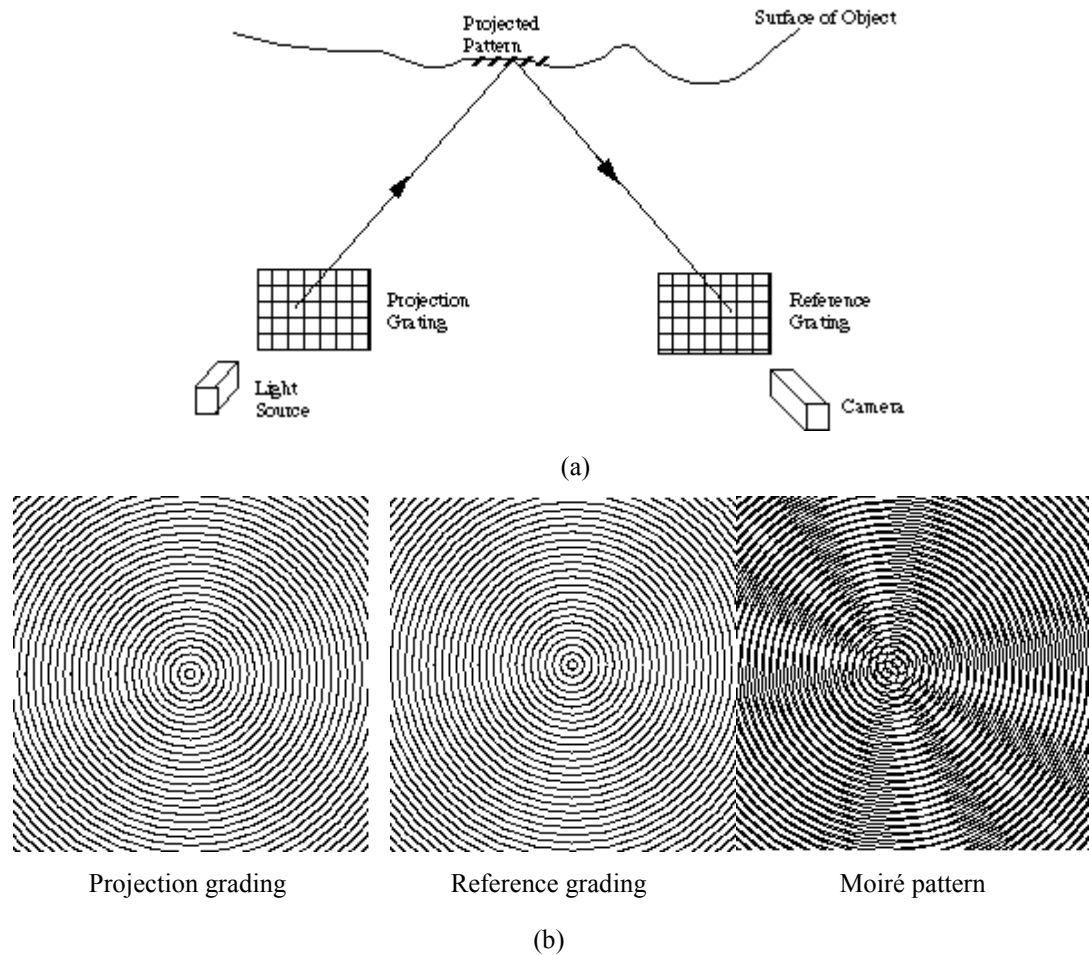 Projected
Pattern
Surface of Object
Projection
Grating
Reference
Grating
Light
Source
Camera
(a)
Projection grading
Reference grading
Moiré pattern
(b)